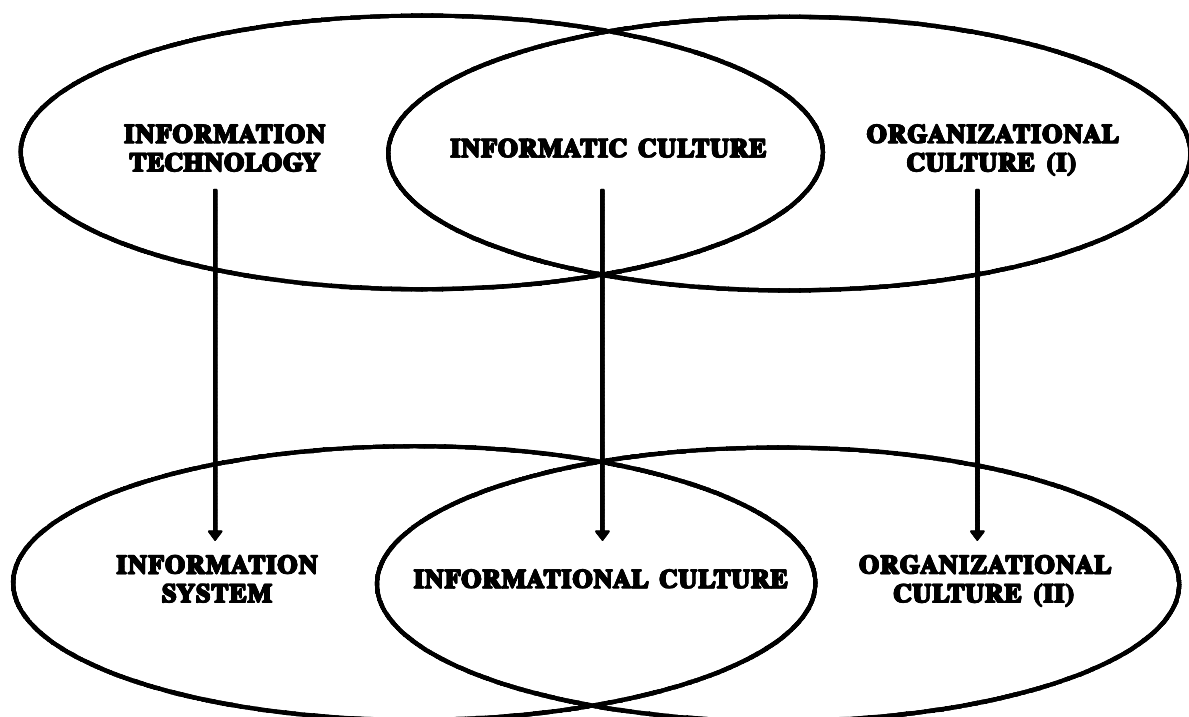 INFORMATION
TECHNOLOGY
INFORMATIC CULTURE
ORGANIZATIONAL
CULTURE (I)
INFORMATION
SYSTEM
INFORMATIONAL CULTURE
ORGANIZATIONAL
CULTURE (II)